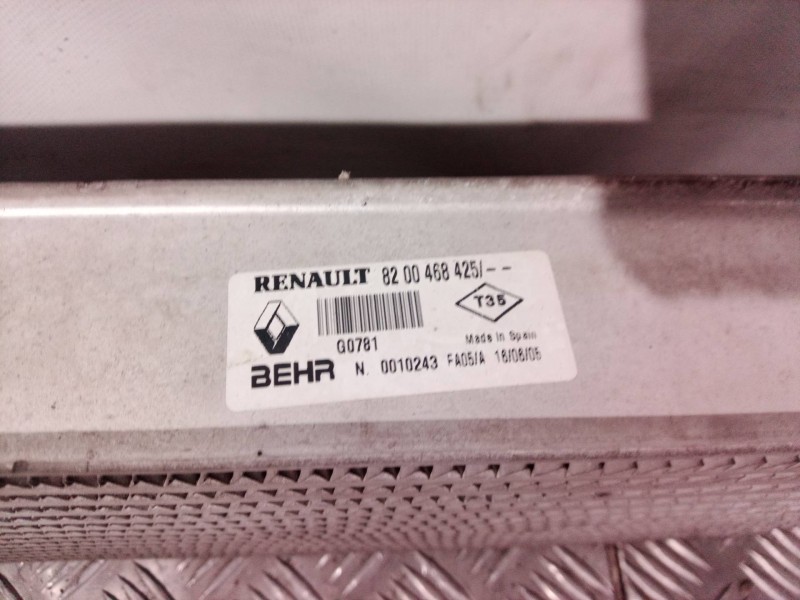 RENAULT 82 00 468 425/--
T35
G0781
Made in Spain
BEHR N. 0010243 FA05/A 18/08/05